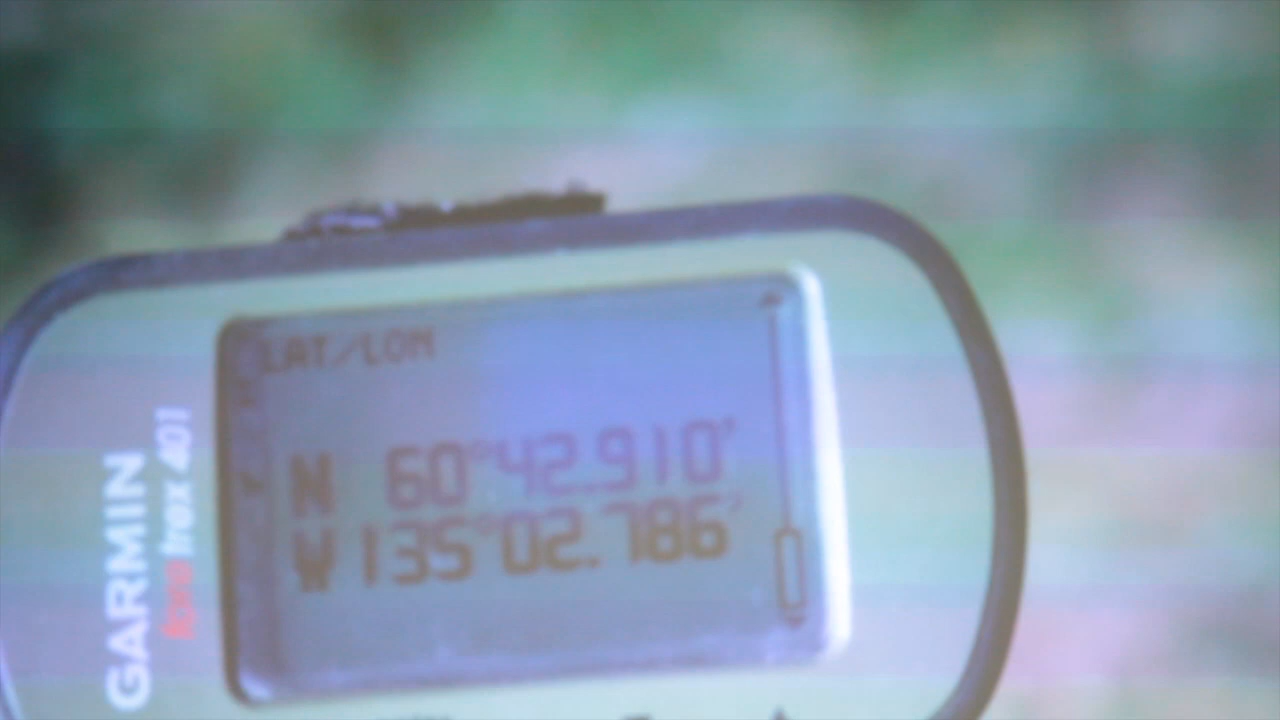 LAT/LON
N 60°42.910'
W 135°02.786'
GARMIN
foretrex 401